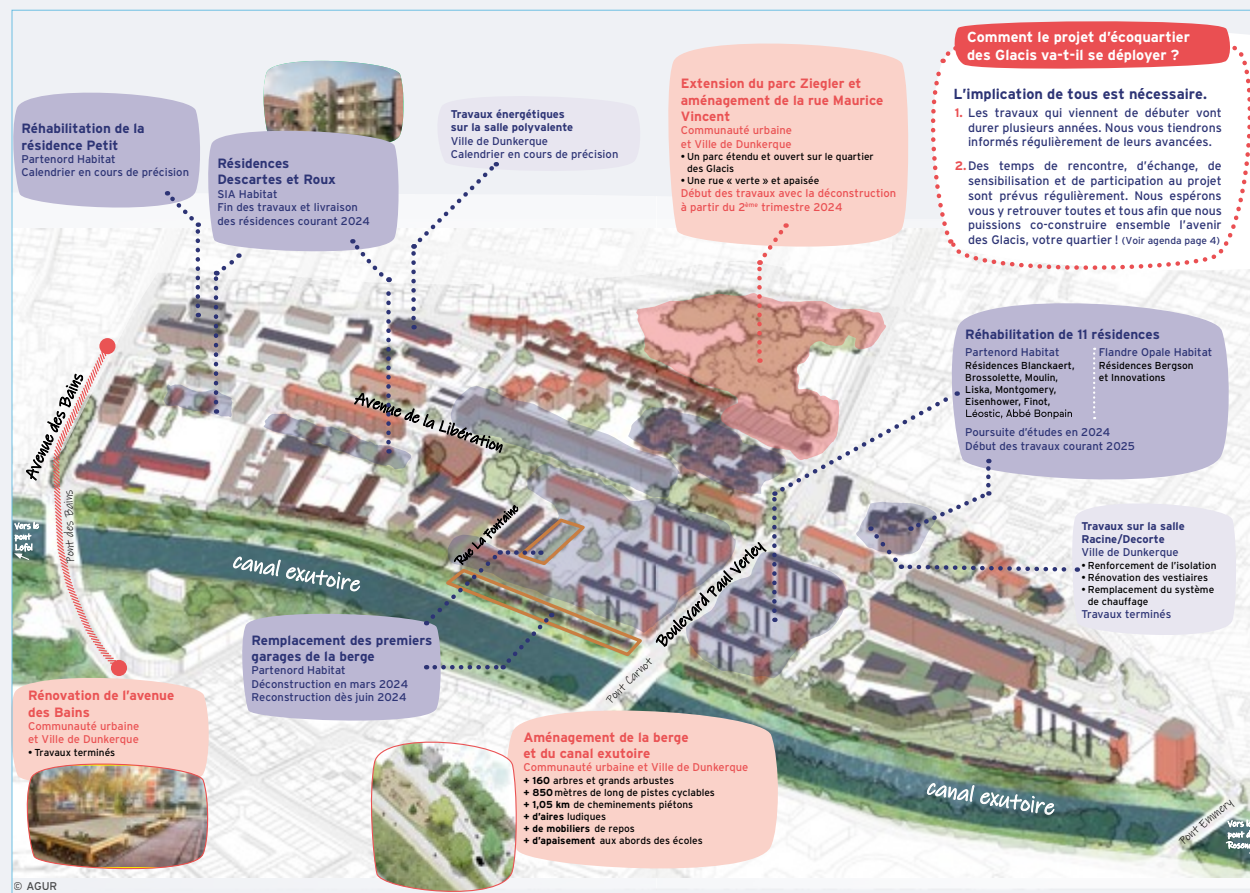 Comment le projet d’écoquartier
des Glacis va-t-il se déployer ?
L’implication de tous est nécessaire.
1. Les travaux qui viennent de débuter vont
durer plusieurs années. Nous vous tiendrons
informés régulièrement de leurs avancées.
2. Des temps de rencontre, d’échange, de
sensibilisation et de participation au projet
sont prévus régulièrement. Nous espérons
vous y retrouver toutes et tous afin que nous
puissions co-construire ensemble l’avenir
des Glacis, votre quartier ! (Voir agenda page 4)
Réhabilitation de la
résidence Petit
Partenord Habitat
Calendrier en cours de précision
Résidences
Descartes et Roux
SIA Habitat
Fin des travaux et livraison
des résidences courant 2024
Travaux énergétiques
sur la salle polyvalente
Ville de Dunkerque
Calendrier en cours de précision
Extension du parc Ziegler et
aménagement de la rue Maurice
Vincent
Communauté urbaine
et Ville de Dunkerque
• Un parc étendu et ouvert sur le quartier
des Glacis
• Une rue « verte » et apaisée
Début des travaux avec la déconstruction
à partir du 2ème trimestre 2024
Réhabilitation de 11 résidences
Partenord Habitat
Résidences Blanckaert,
Brossolette, Moulin,
Liska, Montgomery,
Eisenhower, Finot,
Léostic, Abbé Bonpain
Flandre Opale Habitat
Résidences Bergson
et Innovations
Poursuite d’études en 2024
Début des travaux courant 2025
Travaux sur la salle
Racine/Decorte
Ville de Dunkerque
• Renforcement de l’isolation
• Rénovation des vestiaires
• Remplacement du système
de chauffage
Travaux terminés
Avenue des Bains
Pont des Bains
Vers le
pont
Lofol
Avenue de la Libération
Rue La Fontaine
canal exutoire
Boulevard Paul Verley
Pont Carnot
Remplacement des premiers
garages de la berge
Partenord Habitat
Déconstruction en mars 2024
Reconstruction dès juin 2024
Rénovation de l’avenue
des Bains
Communauté urbaine
et Ville de Dunkerque
• Travaux terminés
Aménagement de la berge
et du canal exutoire
Communauté urbaine et Ville de Dunkerque
+ 160 arbres et grands arbustes
+ 850 mètres de long de pistes cyclables
+ 1,05 km de cheminements piétons
+ d’aires ludiques
+ de mobiliers de repos
+ d’apaisement aux abords des écoles
canal exutoire
Pont Emmery
© AGUR